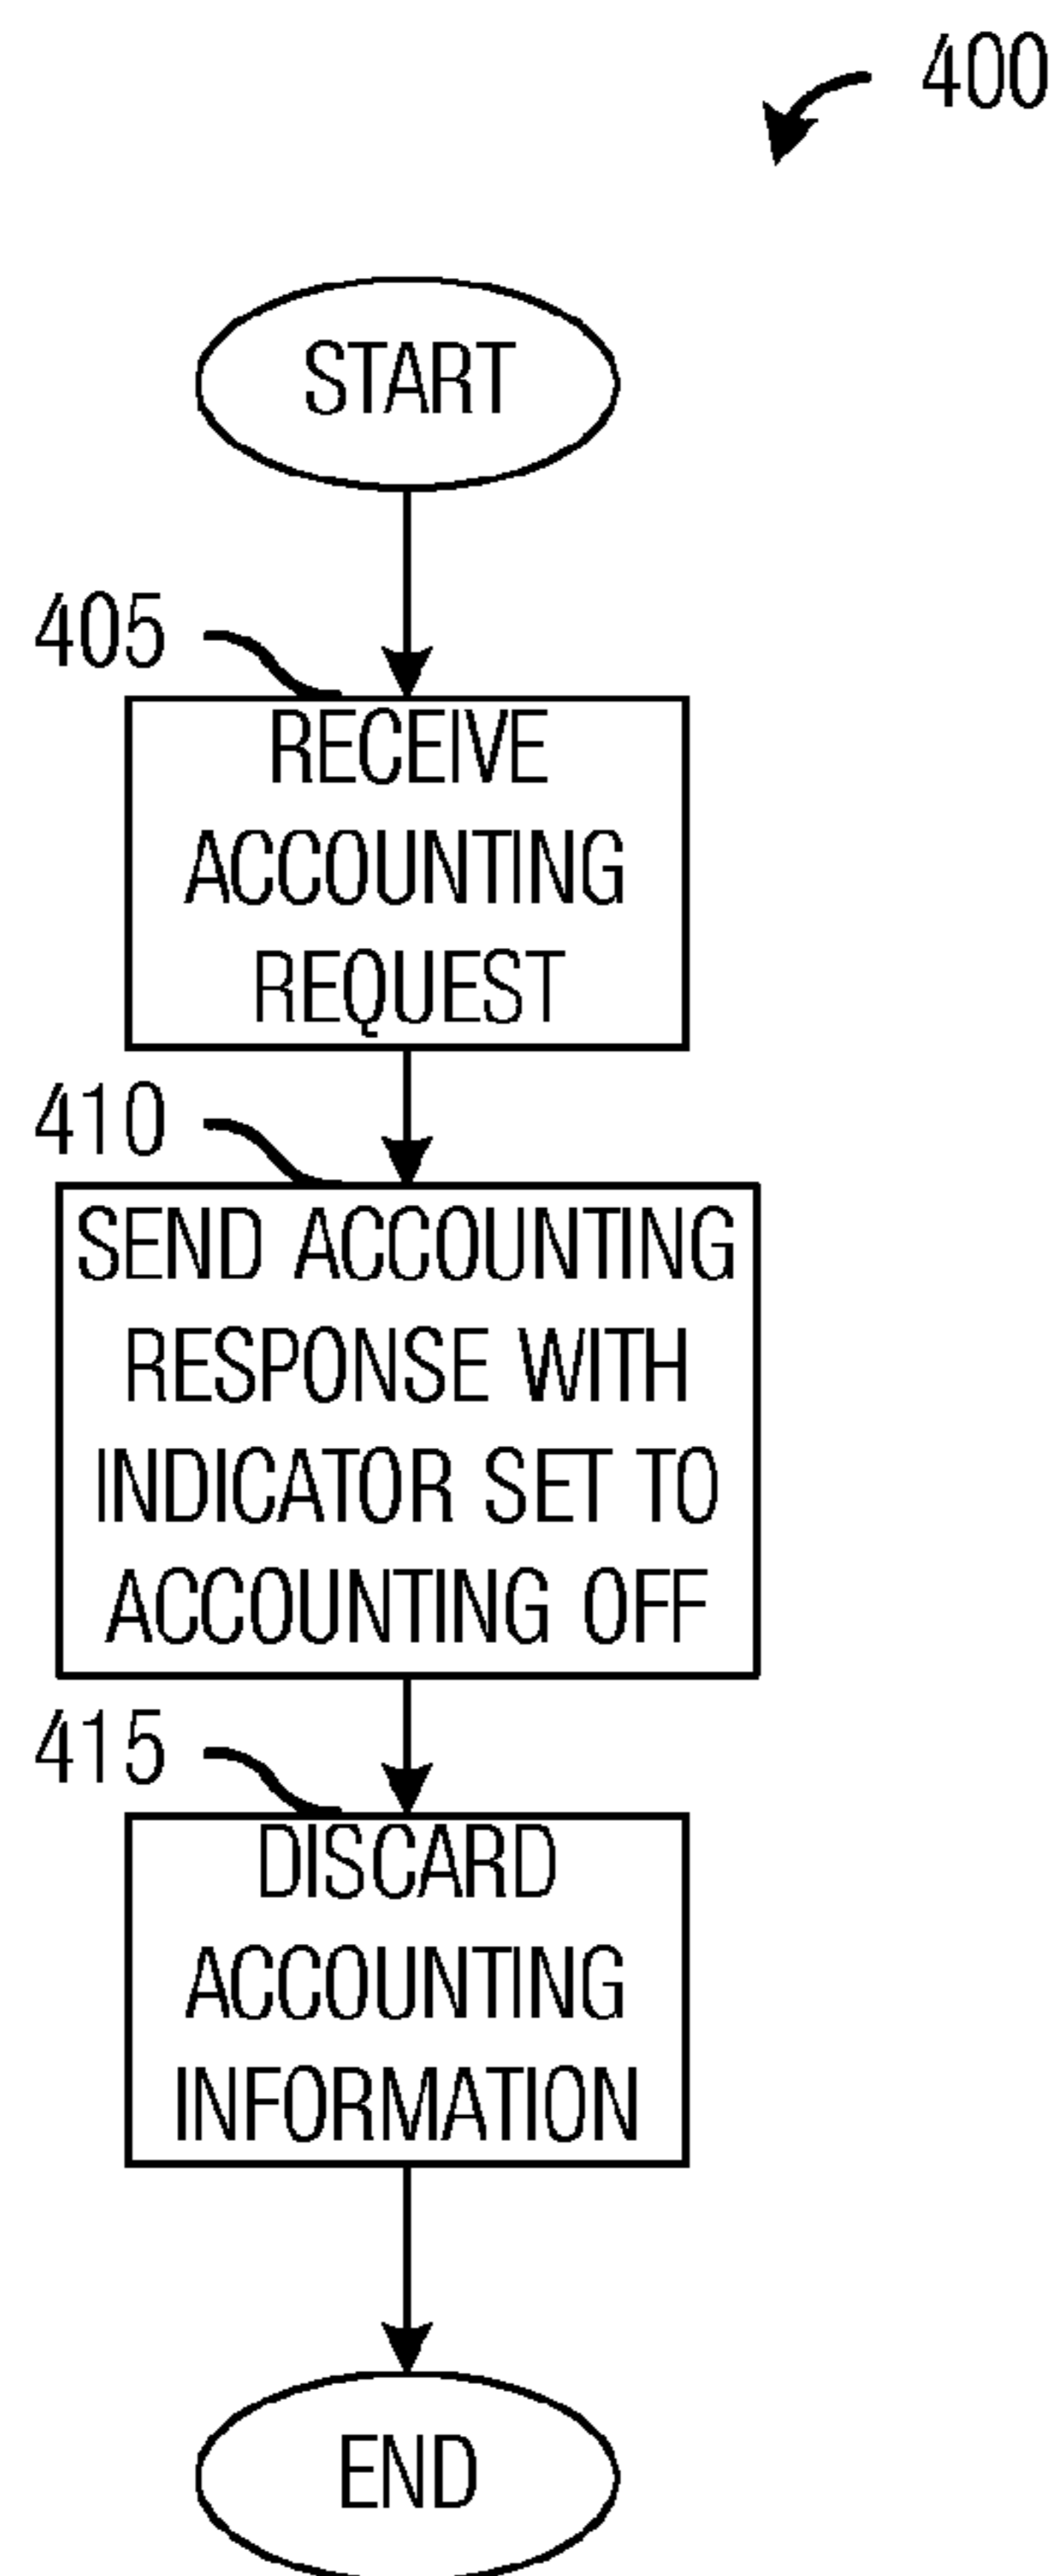 400
START
405
RECEIVE
ACCOUNTING
REQUEST
410
SEND ACCOUNTING
RESPONSE WITH
INDICATOR SET TO
ACCOUNTING OFF
415
DISCARD
ACCOUNTING
INFORMATION
END